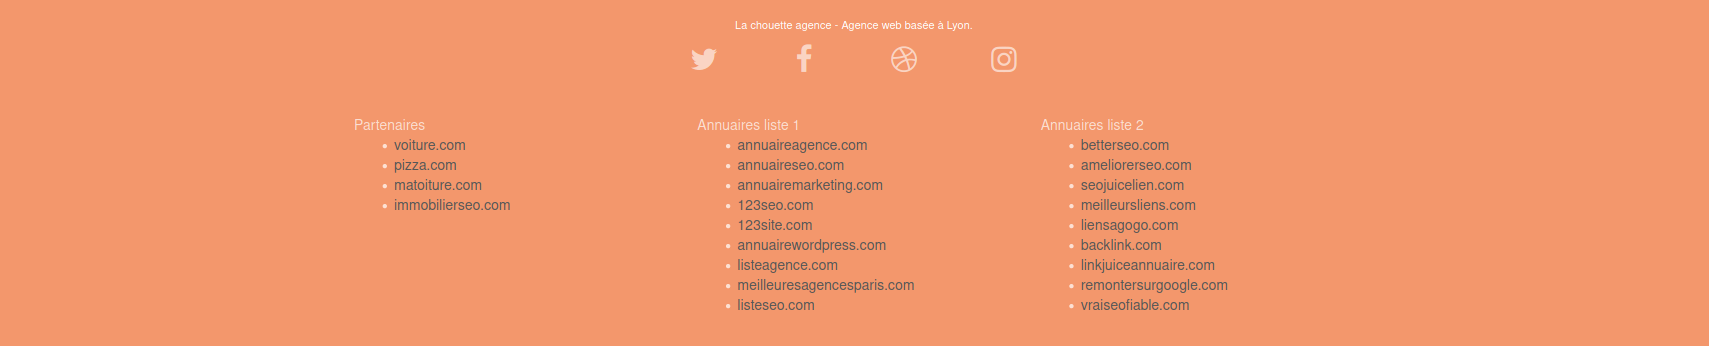 La chouette agence - Agence web basée à Lyon.
Partenaires
voiture.com
pizza.com
matoiture.com
immobilierseo.com
Annuaires liste 1
annuaireagence.com
annuaireseo.com
annuairemarketing.com
123seo.com
123site.com
annuairewordpress.com
listeagence.com
meilleuresagencesparis.com
listeseo.com
Annuaires liste 2
betterseo.com
ameliorerseo.com
seojuicelien.com
meilleursliens.com
liensagogo.com
backlink.com
linkjuiceannuaire.com
remontersurgoogle.com
vraiseofiable.com